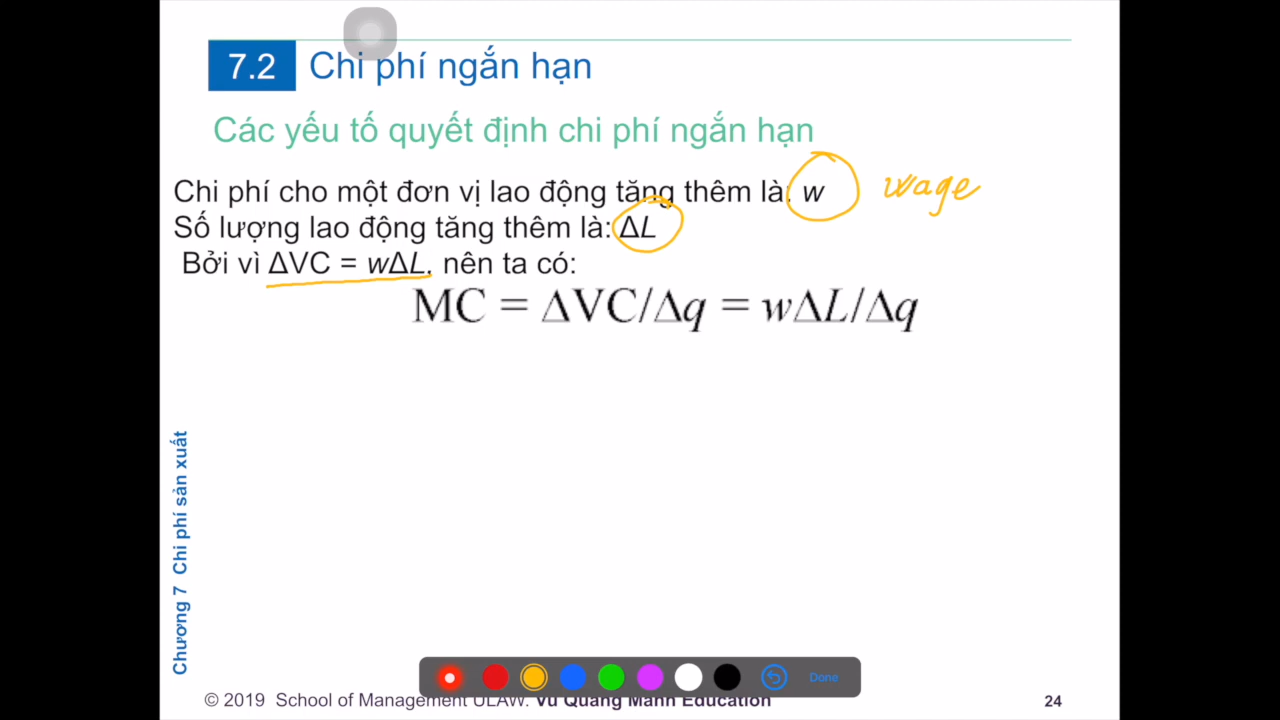 7.2 Chi phí ngắn hạn
Các yếu tố quyết định chi phí ngắn hạn
Chi phí cho một đơn vị lao động tăng thêm là: w wage
Số lượng lao động tăng thêm là: ΔL
Bởi vì ΔVC = wΔL, nên ta có:
MC = ΔVC/Δq = wΔL/Δq
Chương 7 Chi phí sản xuất
Done
© 2019 School of Management ULAW. Vu Quang Manh Education
24